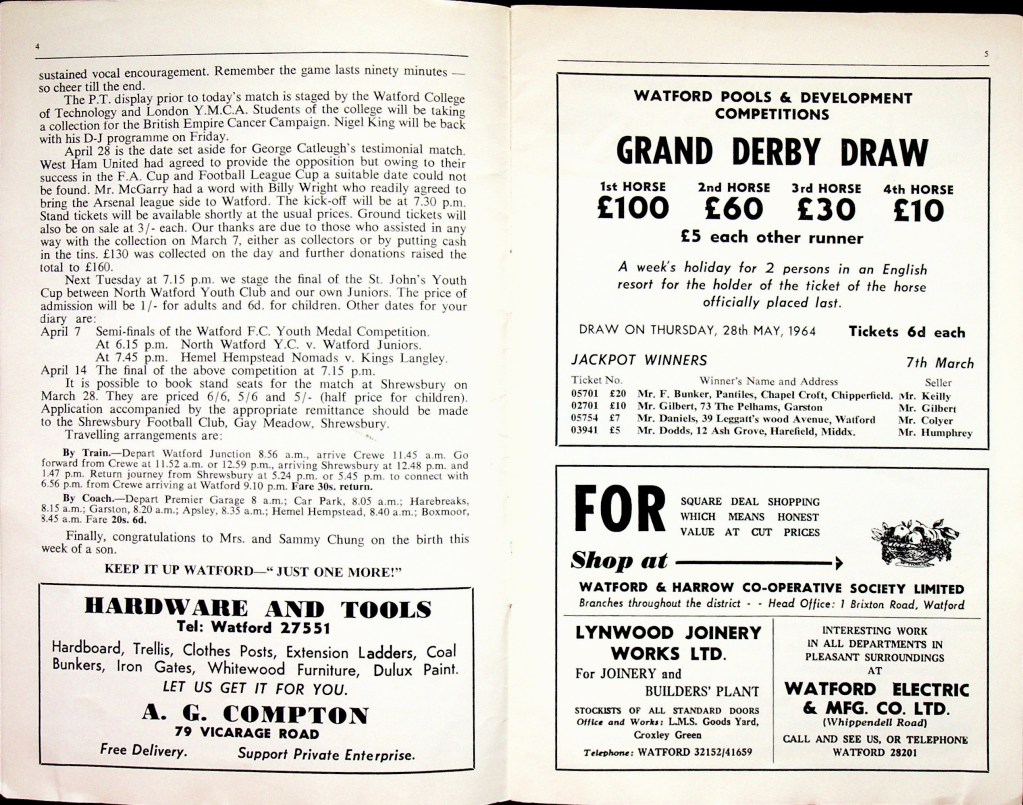 4
sustained vocal encouragement. Remember the game lasts ninety minutes —
so cheer till the end.
The P.T. display prior to today's match is staged by the Watford College
of Technology and London Y.M.C.A. Students of the college will be taking
a collection for the British Empire Cancer Campaign. Nigel King will be back
with his D-J programme on Friday.
April 28 is the date set aside for George Catleugh's testimonial match.
West Ham United had agreed to provide the opposition but owing to their
success in the F.A. Cup and Football League Cup a suitable date could not
be found. Mr. McGarry had a word with Billy Wright who readily agreed to
bring the Arsenal league side to Watford. The kick-off will be at 7.30 p.m.
Stand tickets will be available shortly at the usual prices. Ground tickets will
also be on sale at 3/- each. Our thanks are due to those who assisted in any
way with the collection on March 7, either as collectors or by putting cash
in the tins. £130 was collected on the day and further donations raised the
total to £160.
Next Tuesday at 7.15 p.m. we stage the final of the St. John's Youth
Cup between North Watford Youth Club and our own Juniors. The price of
admission will be 1/- for adults and 6d. for children. Other dates for your
diary are:
April 7 Semi-finals of the Watford F.C. Youth Medal Competition.
At 6.15 p.m. North Watford Y.C. v. Watford Juniors.
At 7.45 p.m. Hemel Hempstead Nomads v. Kings Langley.
April 14 The final of the above competition at 7.15 p.m.
It is possible to book stand seats for the match at Shrewsbury on
March 28. They are priced 6/6, 5/6 and 5/- (half price for children).
Application accompanied by the appropriate remittance should be made
to the Shrewsbury Football Club, Gay Meadow, Shrewsbury.
Travelling arrangements are:
By Train.—Depart Watford Junction 8.56 a.m., arrive Crewe 11.45 a.m. Go
forward from Crewe at 11.52 a.m. or 12.59 p.m., arriving Shrewsbury at 12.48 p.m. and
1.47 p.m. Return journey from Shrewsbury at 5.24 p.m. or 5.45 p.m. to connect with
6.56 p.m. from Crewe arriving at Watford 9.10 p.m. Fare 30s. return.
By Coach.—Depart Premier Garage 8 a.m.; Car Park, 8.05 a.m.; Harebreaks,
8.15 a.m.; Garston, 8.20 a.m.; Apsley, 8.35 a.m.; Hemel Hempstead, 8.40 a.m.; Boxmoor,
8.45 a.m. Fare 20s. 6d.
Finally, congratulations to Mrs. and Sammy Chung on the birth this
week of a son.
KEEP IT UP WATFORD—"JUST ONE MORE!"
HARDWARE AND TOOLS
Tel: Watford 27551
Hardboard, Trellis, Clothes Posts, Extension Ladders, Coal
Bunkers, Iron Gates, Whitewood Furniture, Dulux Paint.
LET US GET IT FOR YOU.
A. G. COMPTON
79 VICARAGE ROAD
Free Delivery. Support Private Enterprise.
5
WATFORD POOLS & DEVELOPMENT
COMPETITIONS
GRAND DERBY DRAW
1st HORSE 2nd HORSE 3rd HORSE 4th HORSE
£100 £60 £30 £10
£5 each other runner
A week's holiday for 2 persons in an English
resort for the holder of the ticket of the horse
officially placed last.
DRAW ON THURSDAY, 28th MAY, 1964 Tickets 6d each
JACKPOT WINNERS 7th March
Ticket No. Winner's Name and Address Seller
05701 £20 Mr. F. Bunker, Pantiles, Chapel Croft, Chipperfield. Mr. Keilly
02701 £10 Mr. Gilbert, 73 The Pelhams, Garston Mr. Gilbert
05754 £7 Mr. Daniels, 39 Leggatt's wood Avenue, Watford Mr. Colyer
03941 £5 Mr. Dodds, 12 Ash Grove, Harefield, Middx. Mr. Humphrey
FOR
SQUARE DEAL SHOPPING
WHICH MEANS HONEST
VALUE AT CUT PRICES
Shop at
WATFORD & HARROW CO-OPERATIVE SOCIETY LIMITED
Branches throughout the district - - Head Office: 1 Brixton Road, Watford
LYNWOOD JOINERY
WORKS LTD.
For JOINERY and
BUILDERS' PLANT
STOCKISTS OF ALL STANDARD DOORS
Office and Works: L.M.S. Goods Yard,
Croxley Green
Telephone: WATFORD 32152/41659
INTERESTING WORK
IN ALL DEPARTMENTS IN
PLEASANT SURROUNDINGS
AT
WATFORD ELECTRIC
& MFG. CO. LTD.
(Whippendell Road)
CALL AND SEE US, OR TELEPHONE
WATFORD 28201